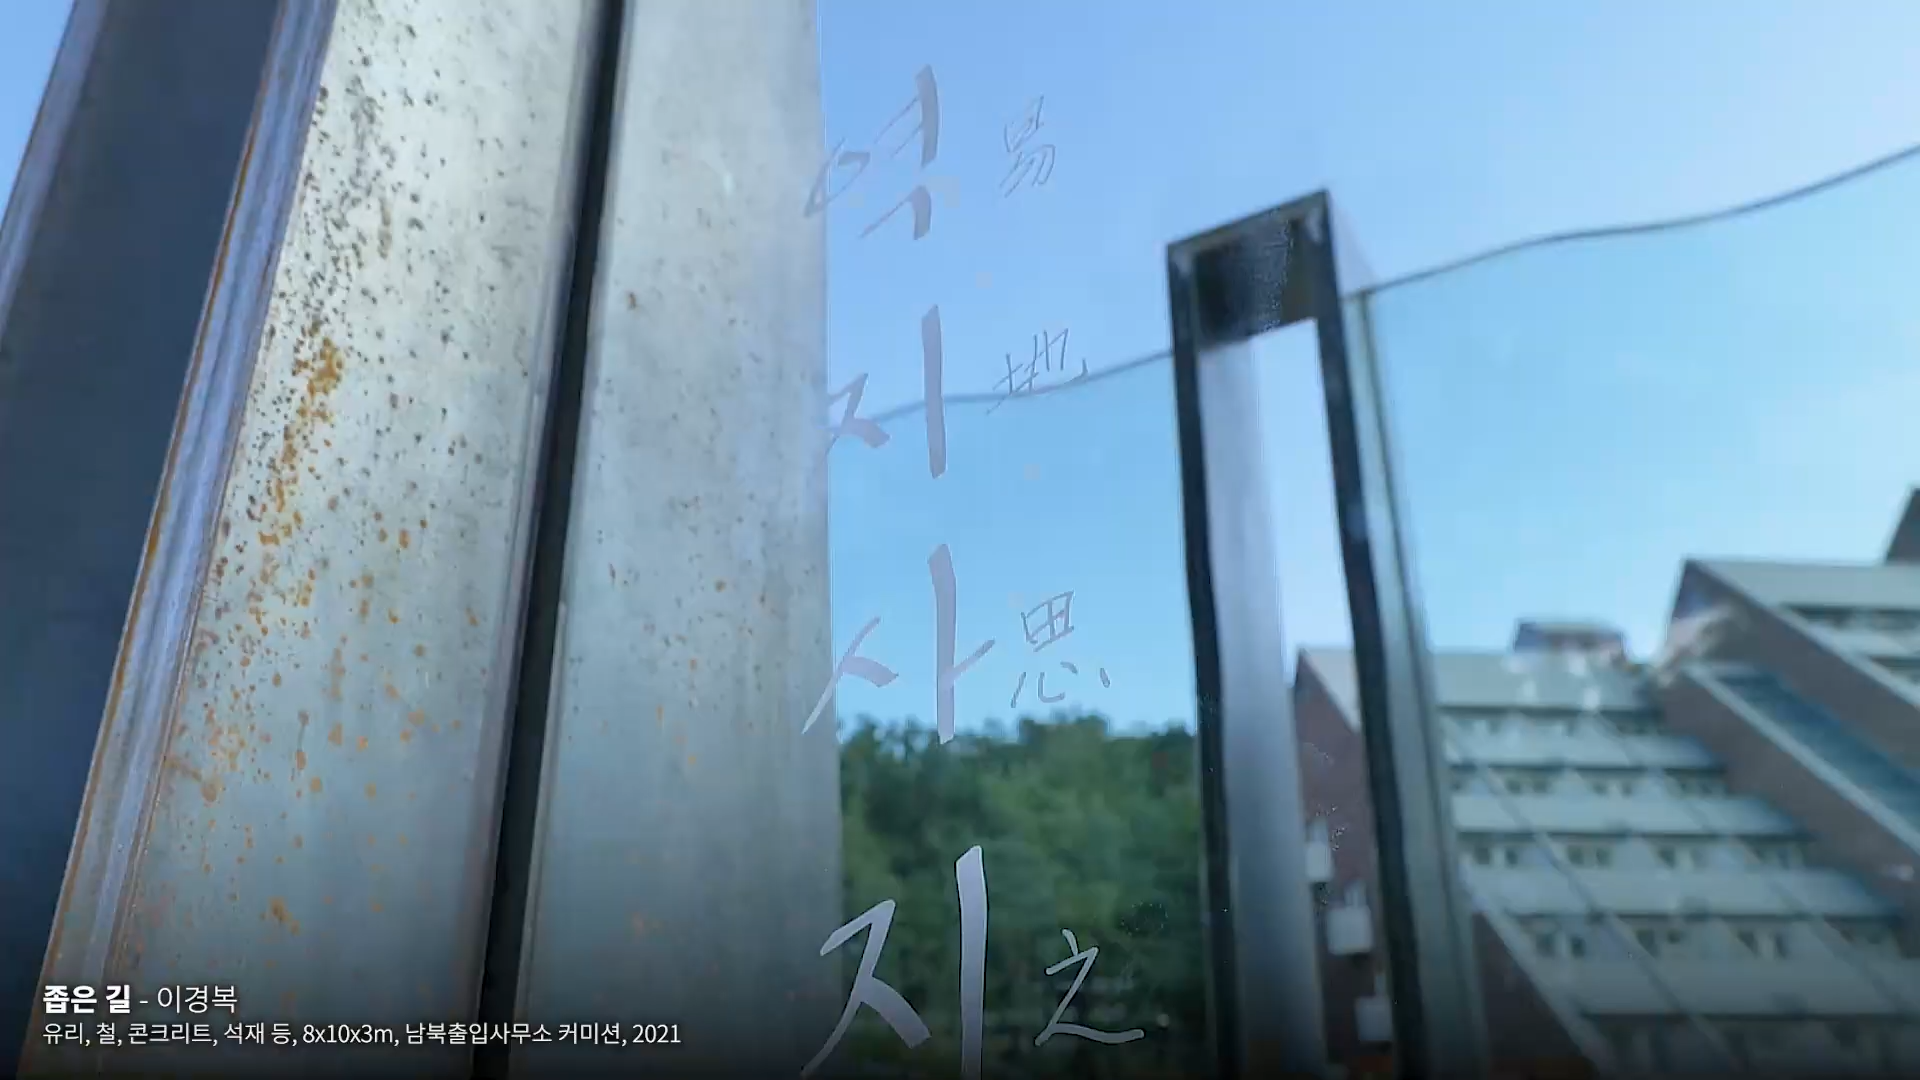 역 易
지 地
사 思
지 之
좁은 길 - 이경복
유리, 철, 콘크리트, 석재 등, 8x10x3m, 남북출입사무소 커미션, 2021